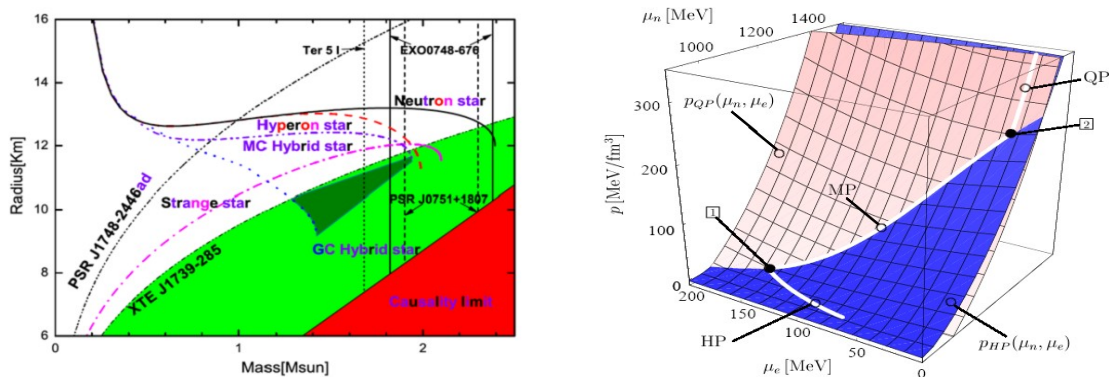 16
14
12
10
8
6
Radius[Km]
0
1
2
Mass[Msun]
Ter 5 I
EXO0748-676
Neutron star
Hyperon star
MC Hybrid star
Strange star
PSR J0751+1807
GC Hybrid star
Causality limit
PSR J1748-2446ad
XTE J1739-285
μn[MeV]
1000
1200
1400
300
200
100
0
p[MeV/fm³]
pQP(μn, μe)
QP
2
MP
1
HP
pHP(μn, μe)
200
150
100
50
0
μe[MeV]